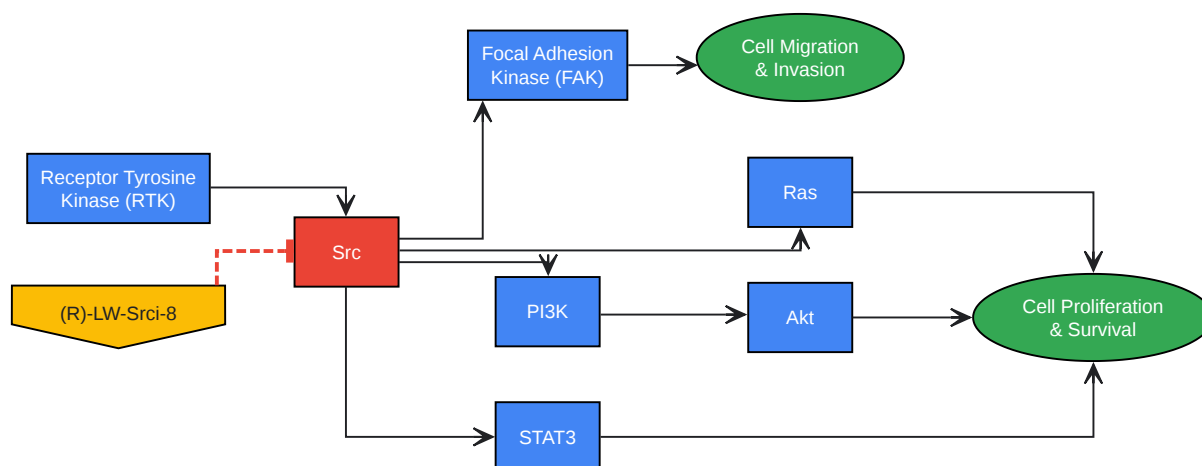 Focal Adhesion
Kinase (FAK)
Cell Migration
& Invasion
Receptor Tyrosine
Kinase (RTK)
Ras
Src
(R)-LW-Srci-8
PI3K
Akt
Cell Proliferation
& Survival
STAT3